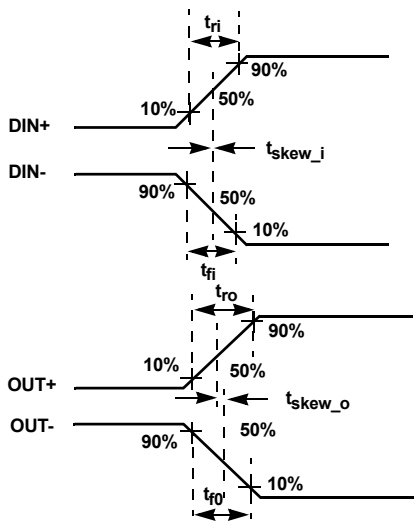 tri
90%
10%
50%
DIN+
tskew_i
DIN-
90%
50%
10%
tfi
tro
90%
10%
50%
OUT+
tskew_o
OUT-
90%
50%
10%
tf0